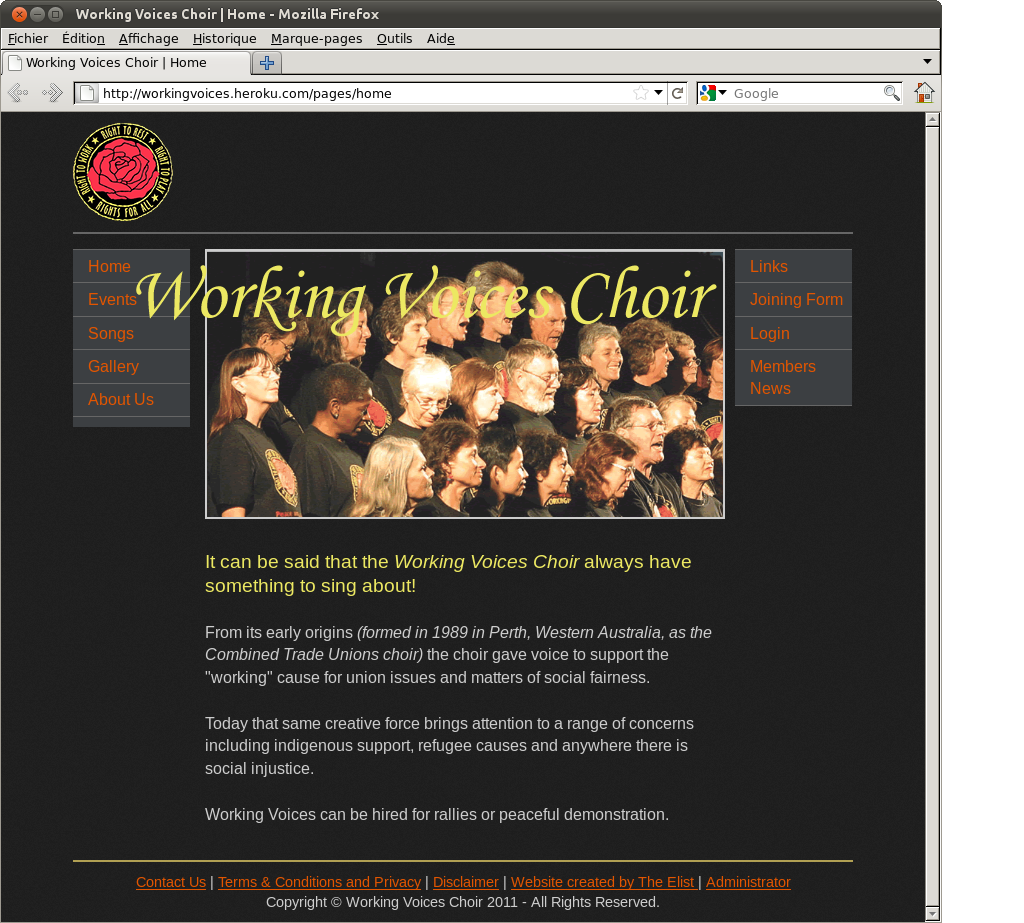 Working Voices Choir | Home - Mozilla Firefox
Fichier Édition Affichage Historique Marque-pages Outils Aide
Working Voices Choir | Home
http://workingvoices.heroku.com/pages/home
Google
RIGHT TO WORK ★ RIGHT TO REST ★ RIGHT TO PLAY ★ RIGHTS FOR ALL ★
Working Voices Choir
Home
Events
Songs
Gallery
About Us
Links
Joining Form
Login
Members
News
It can be said that the Working Voices Choir always have
something to sing about!
From its early origins (formed in 1989 in Perth, Western Australia, as the
Combined Trade Unions choir) the choir gave voice to support the
"working" cause for union issues and matters of social fairness.
Today that same creative force brings attention to a range of concerns
including indigenous support, refugee causes and anywhere there is
social injustice.
Working Voices can be hired for rallies or peaceful demonstration.
Contact Us | Terms & Conditions and Privacy | Disclaimer | Website created by The Elist | Administrator
Copyright © Working Voices Choir 2011 - All Rights Reserved.